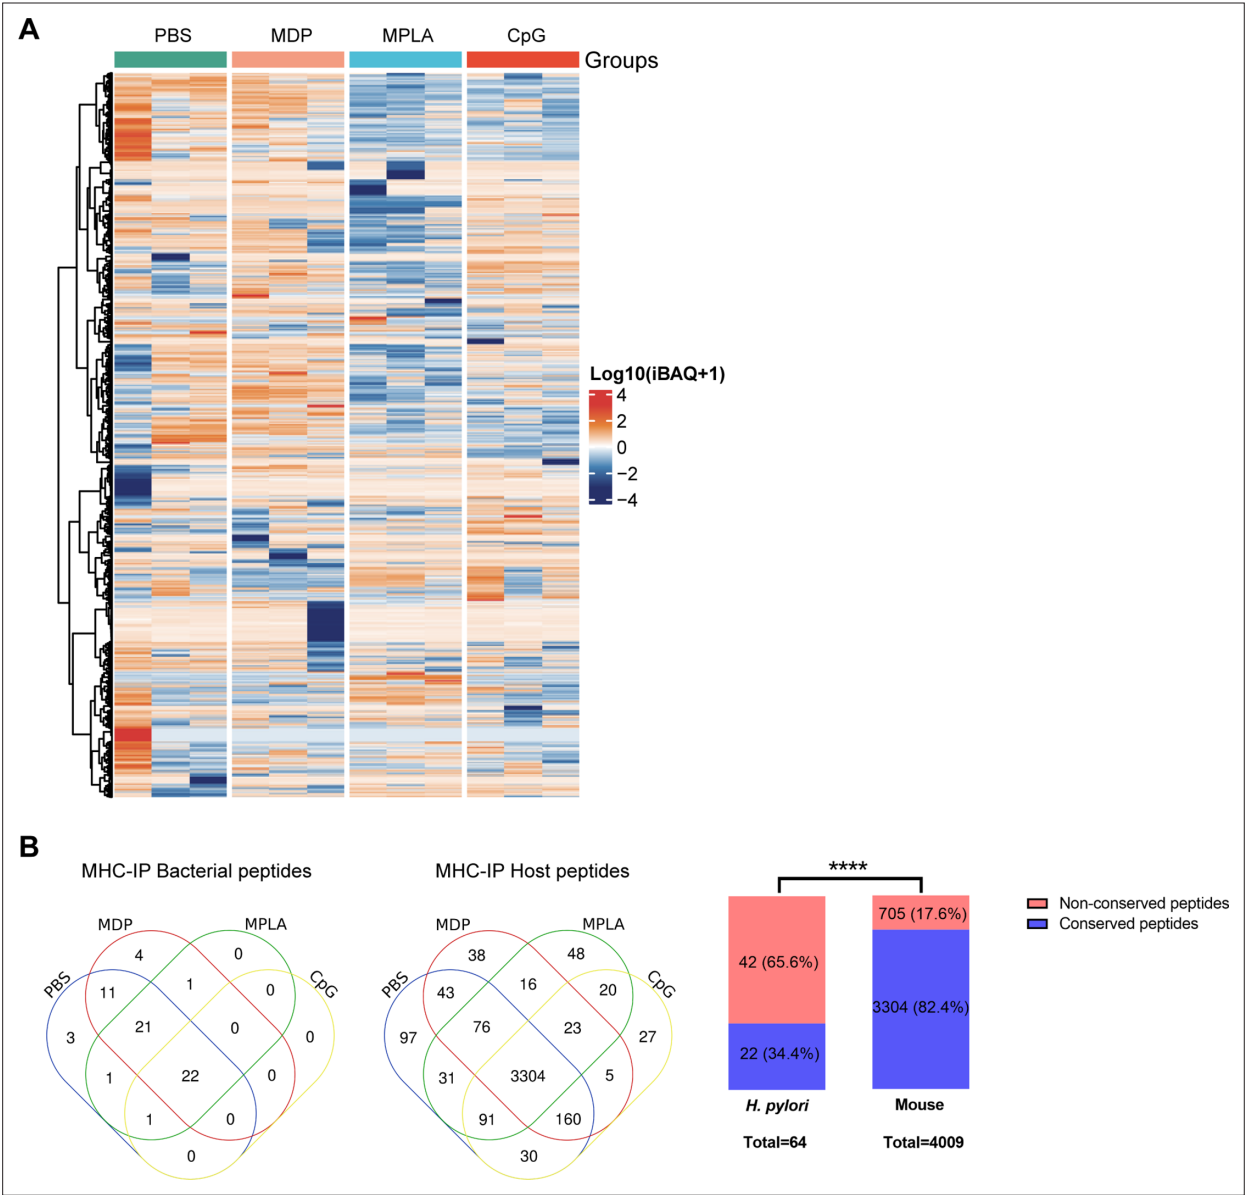 A
PBS MDP MPLA CpG
Groups
Log10(iBAQ+1)
4
2
0
−2
−4
B
MHC-IP Bacterial peptides
MDP MPLA
PBS CpG
4 0
11 1 0
3 21 0 0
1 22 0
1 0
0
MHC-IP Host peptides
MDP MPLA
PBS CpG
38 48
43 16 20
97 76 23 27
31 3304 5
91 160
30
****
42 (65.6%)
22 (34.4%)
705 (17.6%)
3304 (82.4%)
H. pylori Mouse
Total=64 Total=4009
Non-conserved peptides
Conserved peptides